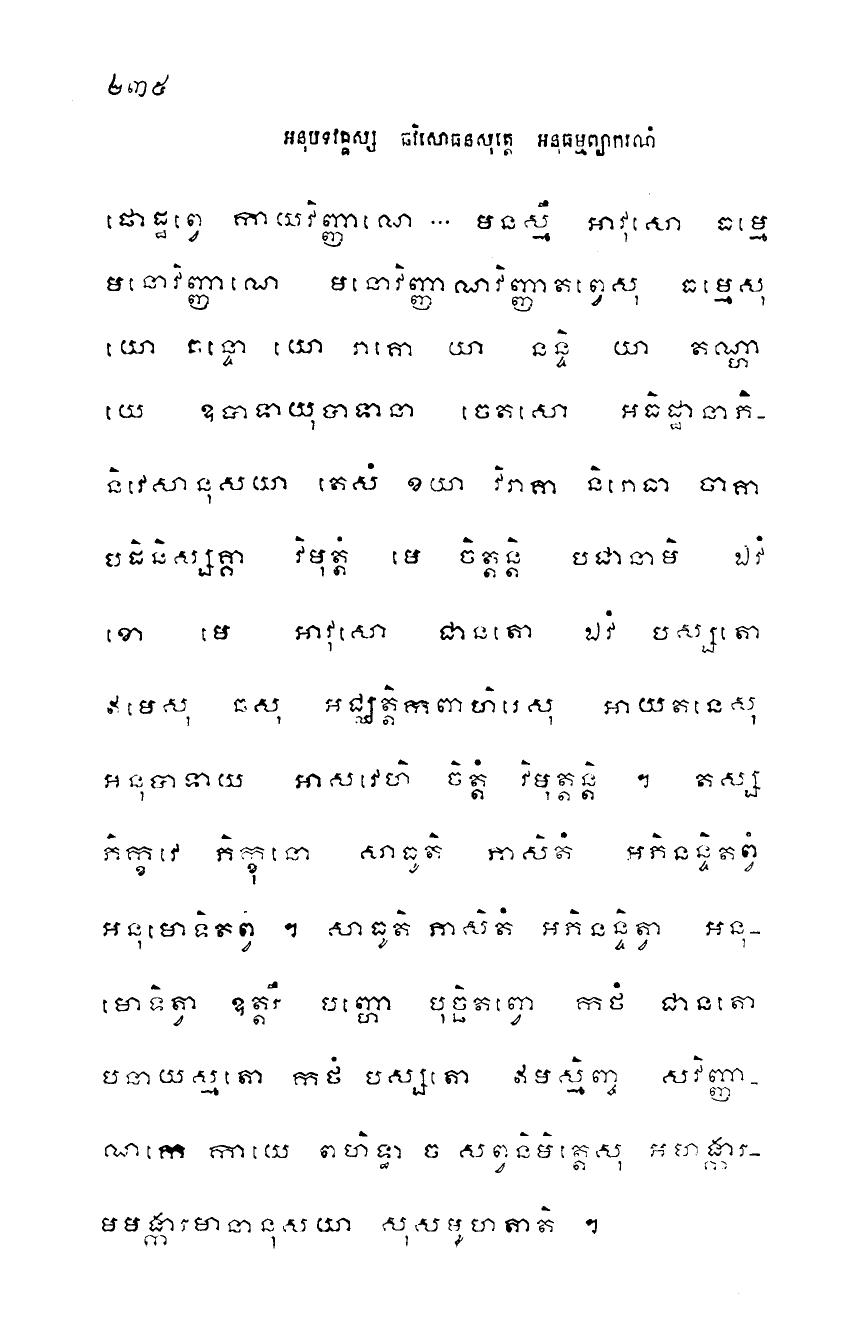 ២៣៥
អនុបទវគ្គស្ស ឆវិសោធនសុត្តេ អនុធម្មព្យាករណំ
ផោដ្ឋព្វេ កាយវិញ្ញាណេ ... មនស្មឹ អាវុសោ ធម្មេ
មនោវិញ្ញាណេ មនោវិញ្ញាណវិញ្ញាតព្វេសុ ធម្មេសុ
យោ ឆន្ទោ យោ រាគោ យា នន្ទិ យា តណ្ហា
យេ ឧបាទាយុបាទានា ចេតសោ អធិដ្ឋានាភិ-
និវេសានុសយា តេសំ ខយា វិរាគា និរោធា ចាគា
បដិនិស្សគ្គា វិមុត្តំ មេ ចិត្តន្តិ បជានាមិ ឯវំ
ខោ មេ អាវុសោ ជានតោ ឯវំ បស្សតោ
ឥមេសុ ឆសុ អជ្ឈត្តិកពាហិរេសុ អាយតនេសុ
អនុបាទាយ អាសវេហិ ចិត្តំ វិមុត្តន្តិ ។ តស្ស
ភិក្ខវេ ភិក្ខុនោ សាធូតិ ភាសិតំ អភិនន្ទិតព្វំ
អនុមោទិតព្វំ ។ សាធូតិ ភាសិតំ អភិនន្ទិត្វា អនុ-
មោទិត្វា ឧត្តរឹ បញ្ហោ បុច្ឆិតព្វោ កថំ ជានតោ
បនាយស្មតោ កថំ បស្សតោ ឥមស្មិញ្ច សវិញ្ញា-
ណកេ កាយេ ពហិទ្ធា ច សព្វនិមិត្តេសុ អហង្ការ-
មមង្ការមានានុសយា សុសមូហតាតិ ។